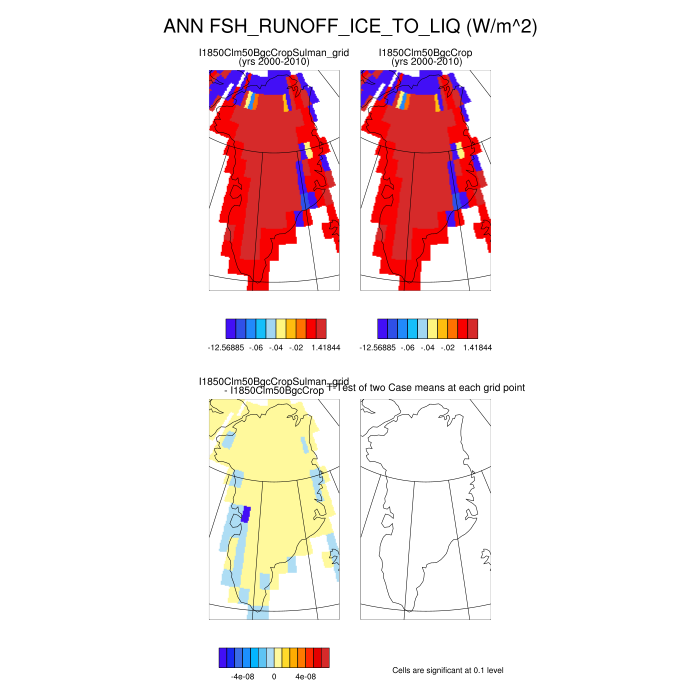 ANN FSH_RUNOFF_ICE_TO_LIQ (W/m^2)
I1850Clm50BgcCropSulman_grid
(yrs 2000-2010)
I1850Clm50BgcCrop
(yrs 2000-2010)
-12.56885 -.06 -.04 -.02 1.41844
-12.56885 -.06 -.04 -.02 1.41844
I1850Clm50BgcCropSulman_grid
- I1850Clm50BgcCrop
T-Test of two Case means at each grid point
-4e-08 0 4e-08
Cells are significant at 0.1 level